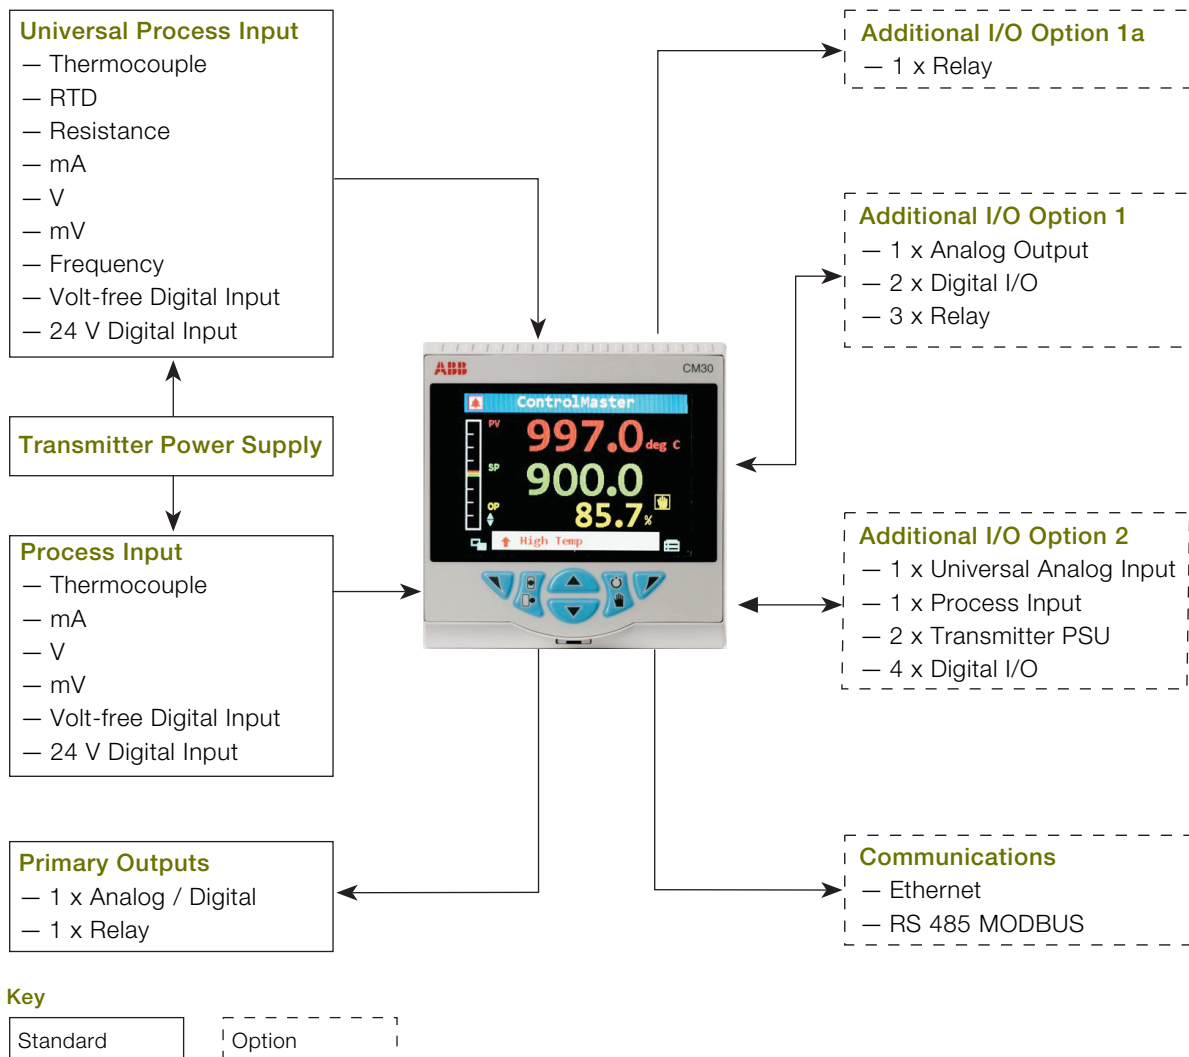 Universal Process Input
— Thermocouple
— RTD
— Resistance
— mA
— V
— mV
— Frequency
— Volt-free Digital Input
— 24 V Digital Input
Transmitter Power Supply
Process Input
— Thermocouple
— mA
— V
— mV
— Volt-free Digital Input
— 24 V Digital Input
Primary Outputs
— 1 x Analog / Digital
— 1 x Relay
ABB
CM30
ControlMaster
PV
997.0 deg C
SP
900.0
OP
85.7 %
High Temp
Additional I/O Option 1a
— 1 x Relay
Additional I/O Option 1
— 1 x Analog Output
— 2 x Digital I/O
— 3 x Relay
Additional I/O Option 2
— 1 x Universal Analog Input
— 1 x Process Input
— 2 x Transmitter PSU
— 4 x Digital I/O
Communications
— Ethernet
— RS 485 MODBUS
Key
Standard
Option